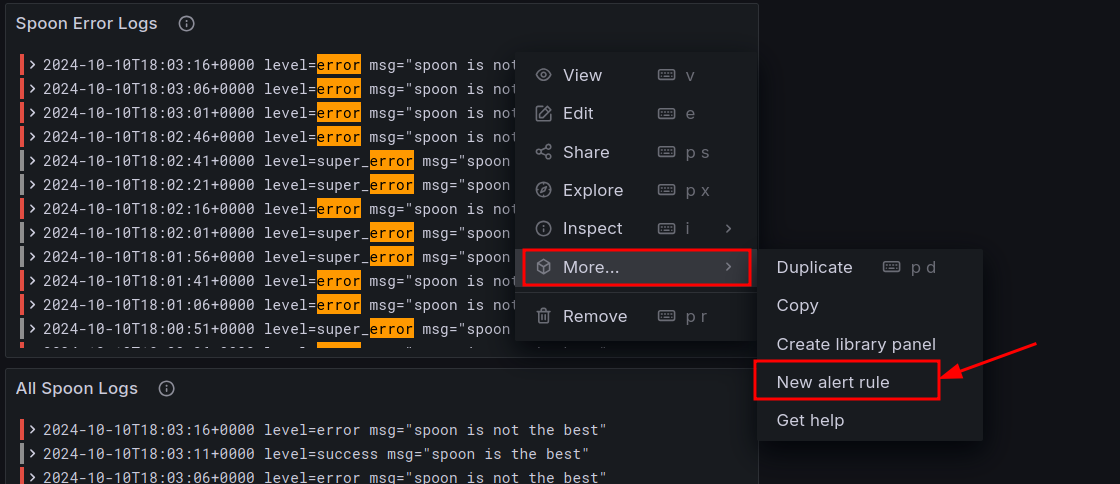 Spoon Error Logs
2024-10-10T18:03:16+0000 level=error msg="spoon is not
2024-10-10T18:03:06+0000 level=error msg="spoon is not
2024-10-10T18:03:01+0000 level=error msg="spoon is not
2024-10-10T18:02:46+0000 level=error msg="spoon is not
2024-10-10T18:02:41+0000 level=super_error msg="spoon
2024-10-10T18:02:21+0000 level=super_error msg="spoon
2024-10-10T18:02:16+0000 level=error msg="spoon is not
2024-10-10T18:02:01+0000 level=super_error msg="spoon
2024-10-10T18:01:56+0000 level=super_error msg="spoon
2024-10-10T18:01:41+0000 level=error msg="spoon is not
2024-10-10T18:01:06+0000 level=error msg="spoon is not
2024-10-10T18:00:51+0000 level=super_error msg="spoon
View v
Edit e
Share p s
Explore p x
Inspect i
More...
Remove p r
Duplicate p d
Copy
Create library panel
New alert rule
Get help
All Spoon Logs
2024-10-10T18:03:16+0000 level=error msg="spoon is not the best"
2024-10-10T18:03:11+0000 level=success msg="spoon is the best"
2024-10-10T18:03:06+0000 level=error msg="spoon is not the best"